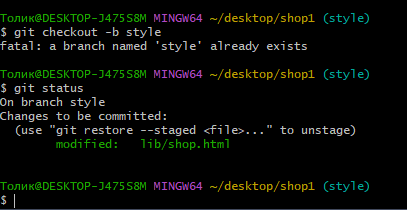 Толик@DESKTOP-J475S8M MINGW64 ~/desktop/shop1 (style)
$ git checkout -b style
fatal: a branch named 'style' already exists
Толик@DESKTOP-J475S8M MINGW64 ~/desktop/shop1 (style)
$ git status
On branch style
Changes to be committed:
  (use "git restore --staged <file>..." to unstage)
        modified:   lib/shop.html
Толик@DESKTOP-J475S8M MINGW64 ~/desktop/shop1 (style)
$